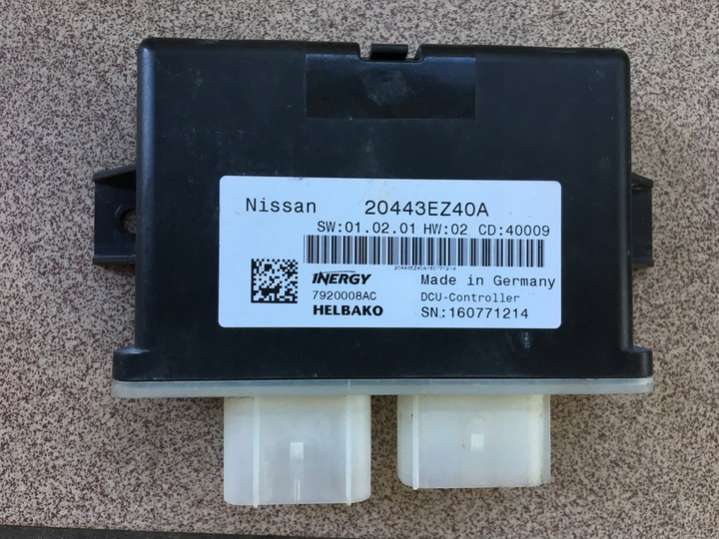 Nissan 20443EZ40A
SW:01.02.01 HW:02 CD:40009
INERGY Made in Germany
7920008AC DCU-Controller
HELBAKO SN:160771214